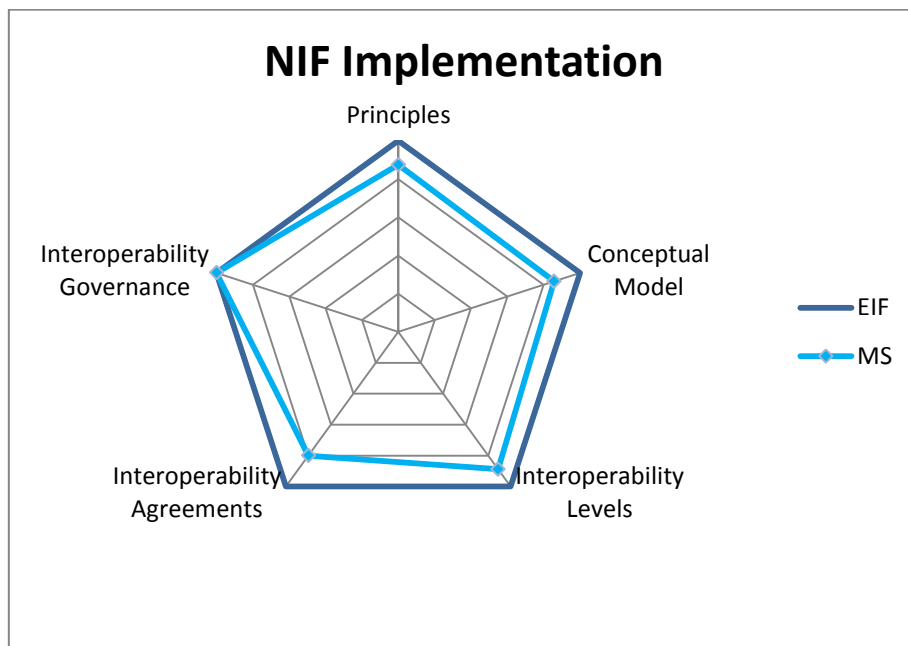 NIF Implementation
Principles
Interoperability
Governance
Conceptual
Model
EIF
MS
Interoperability
Agreements
Interoperability
Levels